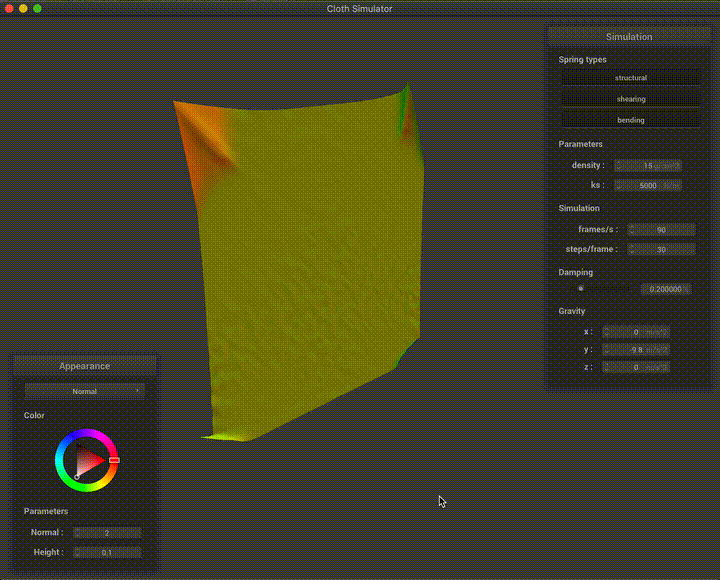 Cloth Simulator
Simulation
Spring types
structural
shearing
bending
Parameters
density : 15 g/cm^2
ks : 5000 N/m
Simulation
frames/s : 90
steps/frame : 30
Damping
0.200000 %
Gravity
x : 0 m/s^2
y : -9.8 m/s^2
z : 0 m/s^2
Appearance
Normal
Color
Parameters
Normal : 2
Height : 0.1